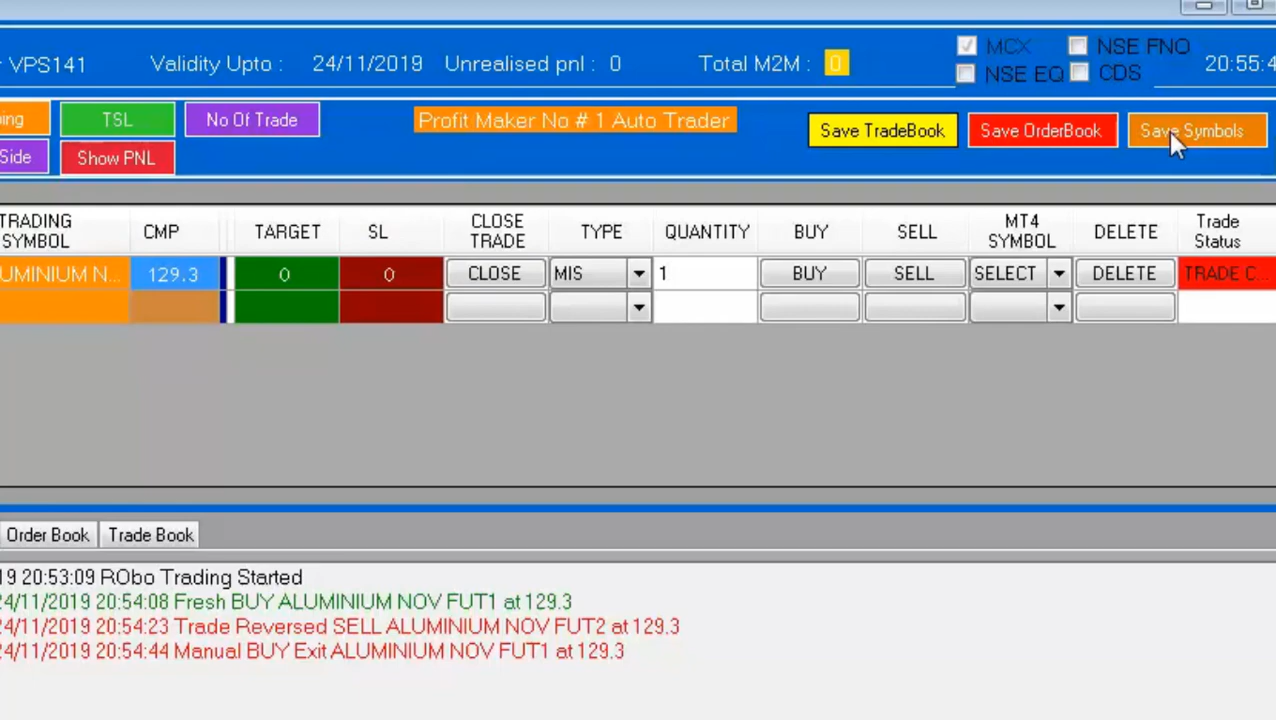 VPS141 Validity Upto : 24/11/2019 Unrealised pnl : 0 Total M2M : 0 MCX NSE FNO
NSE EQ CDS 20:55:4
TSL No Of Trade Profit Maker No # 1 Auto Trader Save TradeBook Save OrderBook Save Symbols
Side Show PNL
TRADING SYMBOL CMP TARGET SL CLOSE TRADE TYPE QUANTITY BUY SELL MT4 SYMBOL DELETE Trade Status
UMINIUM N... 129.3 0 0 CLOSE MIS 1 BUY SELL SELECT DELETE TRADE C...
Order Book Trade Book
19 20:53:09 RObo Trading Started
24/11/2019 20:54:08 Fresh BUY ALUMINIUM NOV FUT1 at 129.3
24/11/2019 20:54:23 Trade Reversed SELL ALUMINIUM NOV FUT2 at 129.3
24/11/2019 20:54:44 Manual BUY Exit ALUMINIUM NOV FUT1 at 129.3